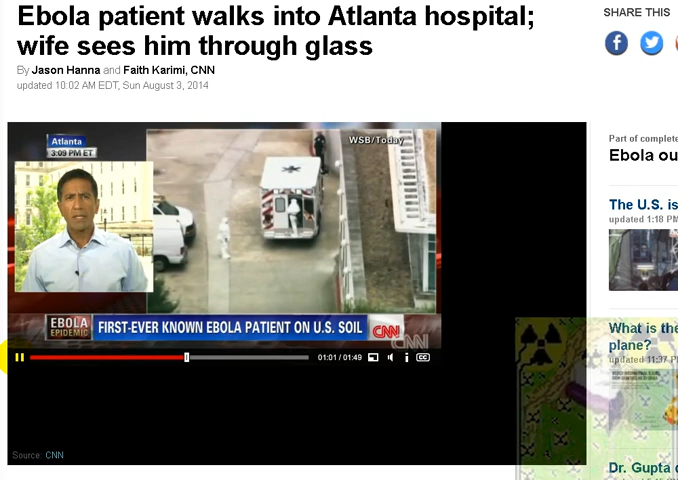 Ebola patient walks into Atlanta hospital;
wife sees him through glass
By Jason Hanna and Faith Karimi, CNN
updated 10:02 AM EDT, Sun August 3, 2014
SHARE THIS
Atlanta
3:09 PM ET
WSB/Today
EBOLA
EPIDEMIC
FIRST-EVER KNOWN EBOLA PATIENT ON U.S. SOIL
CNN
CNN
01:01 / 01:49
CC
Source: CNN
Part of complete
Ebola ou
The U.S. is
updated 1:18 PM
What is the
plane?
updated 11:37 P
Dr. Gupta